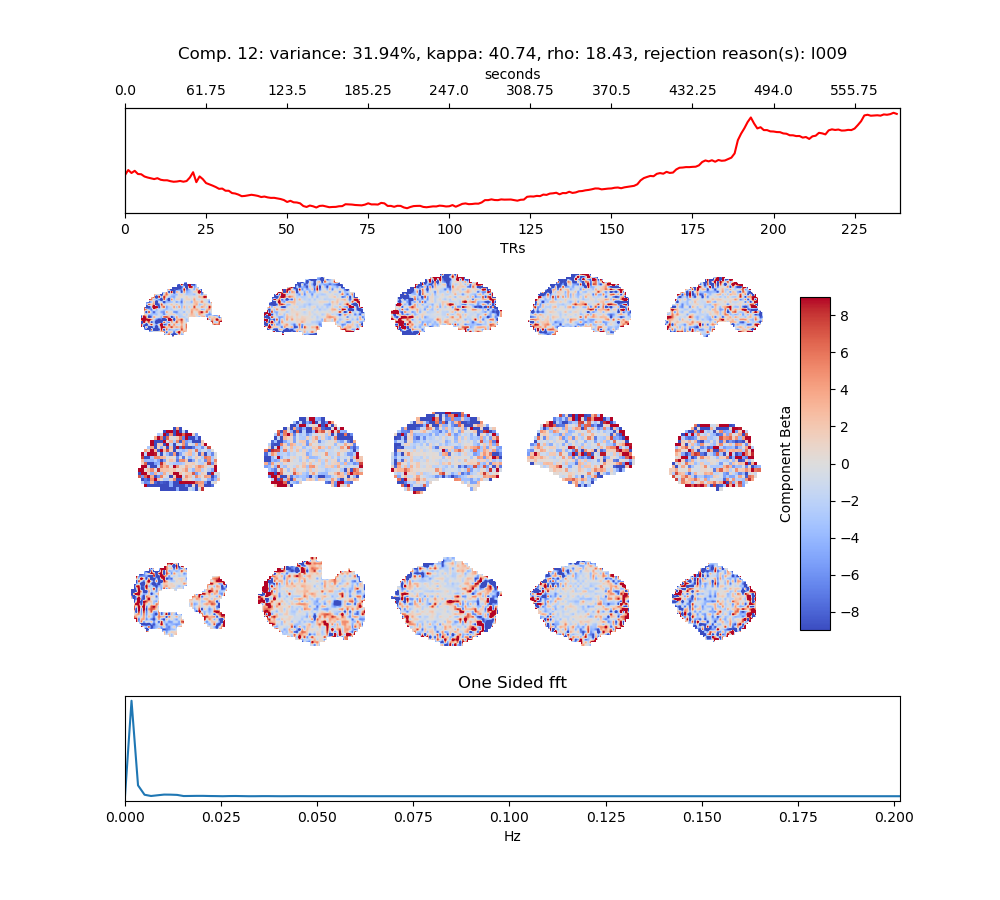 Comp. 12: variance: 31.94%, kappa: 40.74, rho: 18.43, rejection reason(s): I009
seconds
0.0 61.75 123.5 185.25 247.0 308.75 370.5 432.25 494.0 555.75
0 25 50 75 100 125 150 175 200 225
TRs
8
6
4
2
0
−2
−4
−6
−8
Component Beta
One Sided fft
0.000 0.025 0.050 0.075 0.100 0.125 0.150 0.175 0.200
Hz